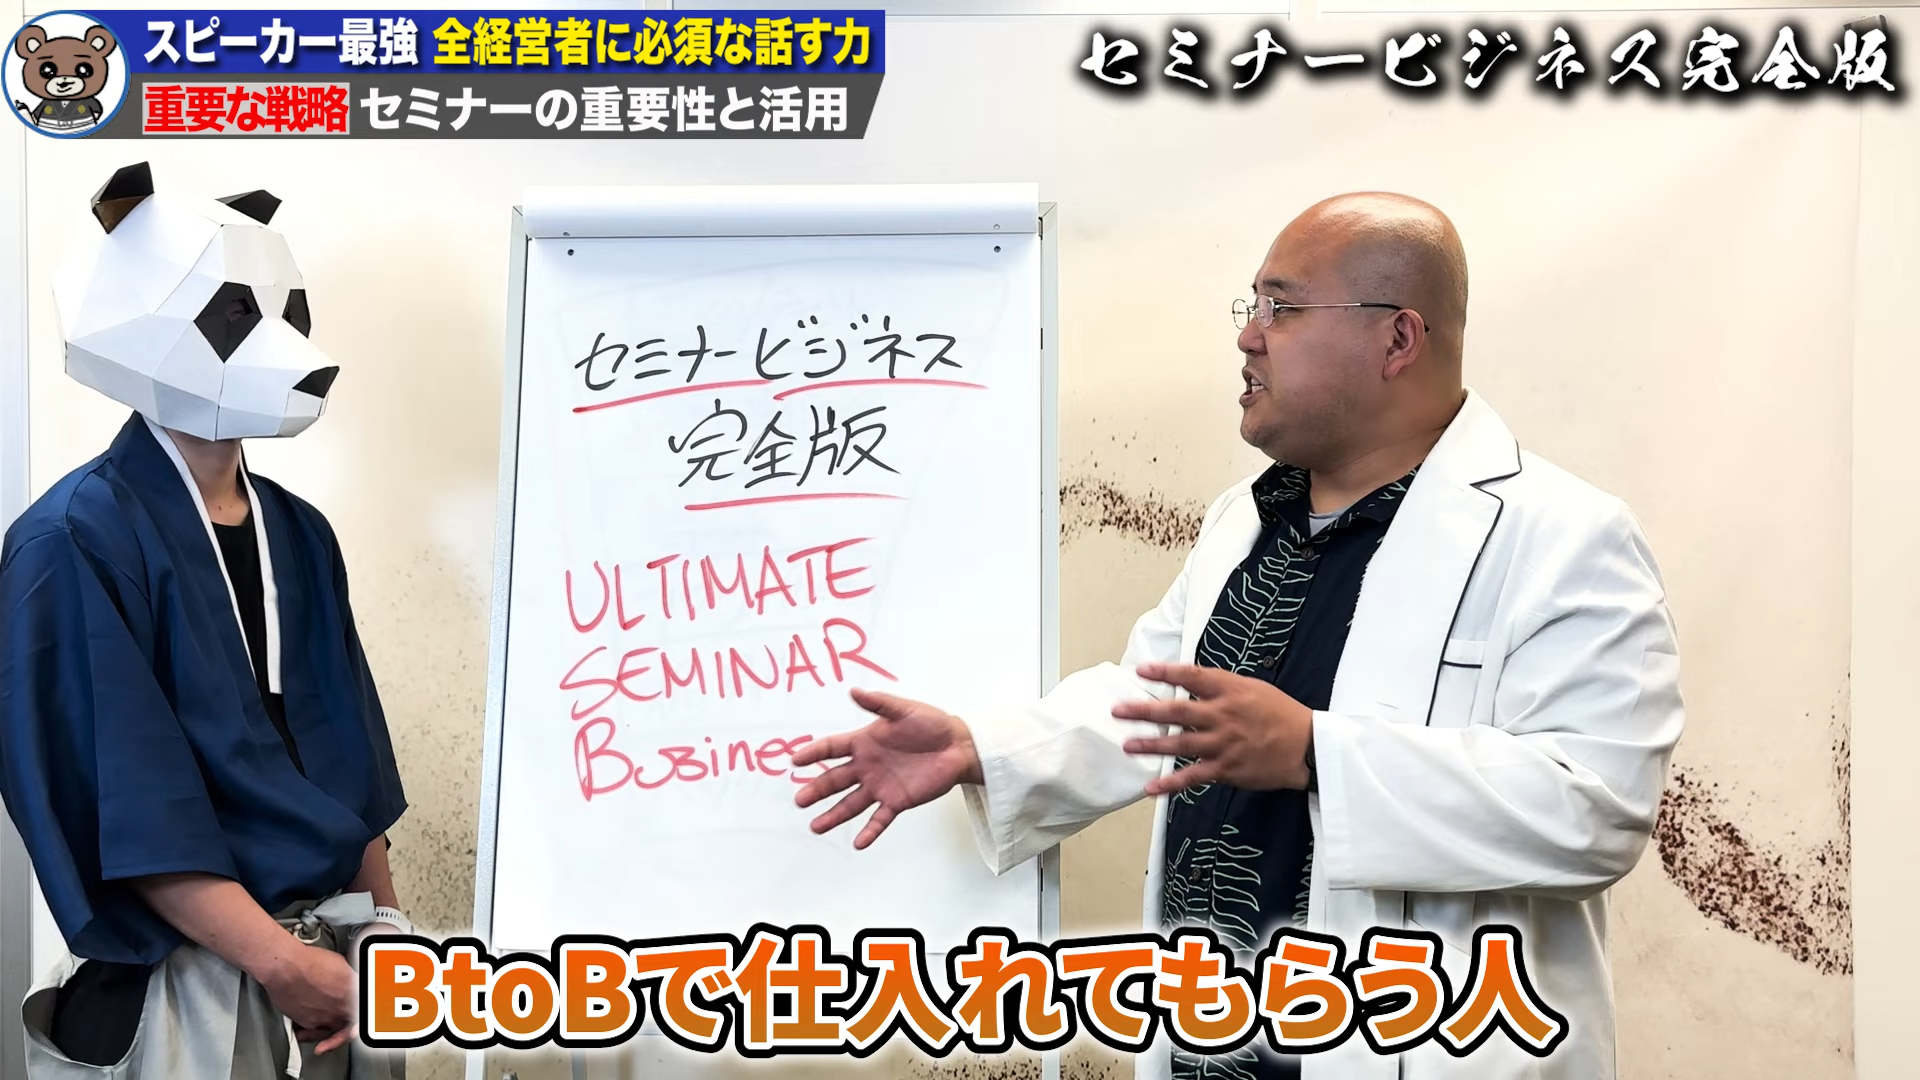 スピーカー最強 全経営者に必須な話す力
重要な戦略 セミナーの重要性と活用
セミナービジネス完全版
セミナービジネス
完全版
ULTIMATE
SEMINAR
Busines
BtoBで仕入れてもらう人